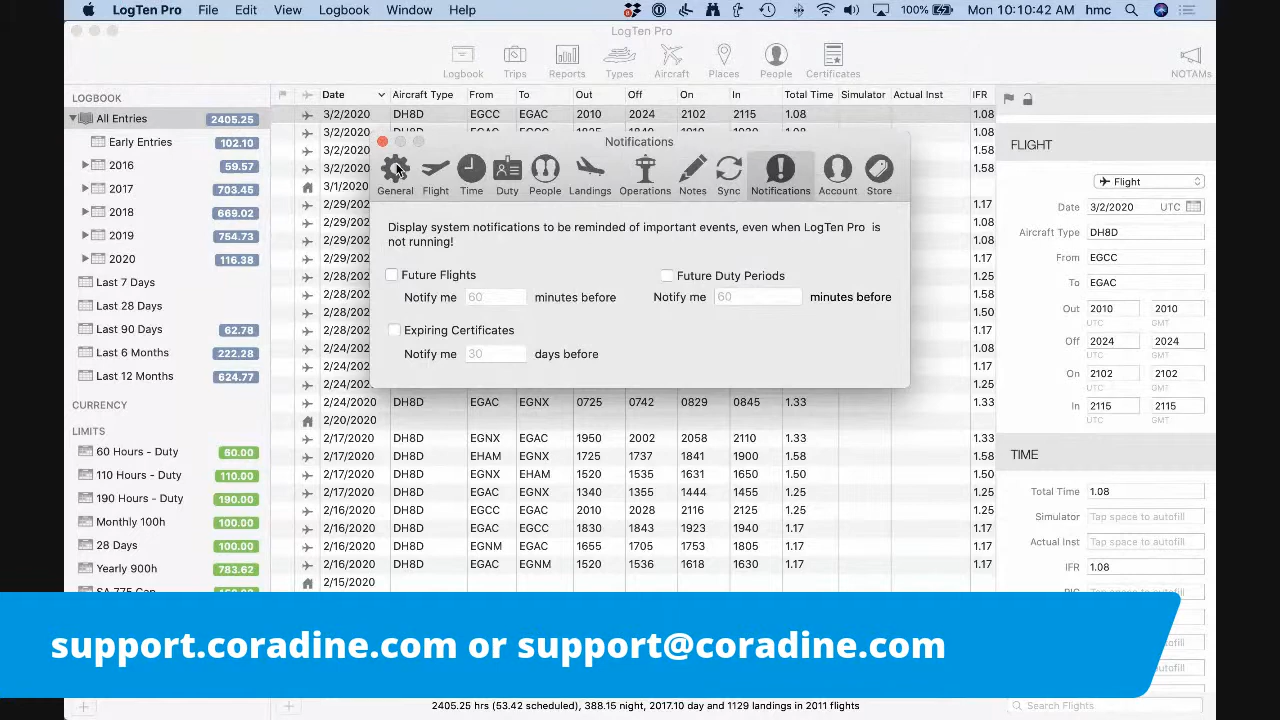 LogTen Pro File Edit View Logbook Window Help 100% Mon 10:10:42 AM hmc
LogTen Pro
Logbook Trips Reports Types Aircraft Places People Certificates NOTAMs
LOGBOOK
All Entries 2405.25
Early Entries 102.10
2016 59.57
2017 703.45
2018 669.02
2019 754.73
2020 116.38
Last 7 Days
Last 28 Days
Last 90 Days 62.78
Last 6 Months 222.28
Last 12 Months 624.77
CURRENCY
LIMITS
60 Hours - Duty 60.00
110 Hours - Duty 110.00
190 Hours - Duty 190.00
Monthly 100h 100.00
28 Days 100.00
Yearly 900h 783.62
Date Aircraft Type From To Out Off On In Total Time Simulator Actual Inst IFR
3/2/2020 DH8D EGCC EGAC 2010 2024 2102 2115 1.08 1.08
Notifications
General Flight Time Duty People Landings Operations Notes Sync Notifications Account Store
Display system notifications to be reminded of important events, even when LogTen Pro is
not running!
Future Flights
Notify me 60 minutes before
Future Duty Periods
Notify me 60 minutes before
Expiring Certificates
Notify me 30 days before
2/24/2020 DH8D EGAC EGNX 0725 0742 0829 0845 1.33 1.33
2/20/2020
2/17/2020 DH8D EGNX EGAC 1950 2002 2058 2110 1.33 1.33
2/17/2020 DH8D EHAM EGNX 1725 1737 1841 1900 1.58 1.58
2/17/2020 DH8D EGNX EHAM 1520 1535 1631 1650 1.50 1.50
2/17/2020 DH8D EGAC EGNX 1340 1355 1444 1455 1.25 1.25
2/16/2020 DH8D EGCC EGAC 2010 2028 2116 2125 1.25 1.25
2/16/2020 DH8D EGAC EGCC 1830 1843 1923 1940 1.17 1.17
2/16/2020 DH8D EGNM EGAC 1655 1705 1753 1805 1.17 1.17
2/16/2020 DH8D EGAC EGNM 1520 1536 1618 1630 1.17 1.17
2/15/2020
FLIGHT
Flight
Date 3/2/2020 UTC
Aircraft Type DH8D
From EGCC
To EGAC
Out 2010 2010
UTC GMT
Off 2024 2024
UTC GMT
On 2102 2102
UTC GMT
In 2115 2115
UTC GMT
TIME
Total Time 1.08
Simulator Tap space to autofill
Actual Inst Tap space to autofill
IFR 1.08
support.coradine.com or support@coradine.com
2405.25 hrs (53.42 scheduled), 388.15 night, 2017.10 day and 1129 landings in 2011 flights
Search Flights